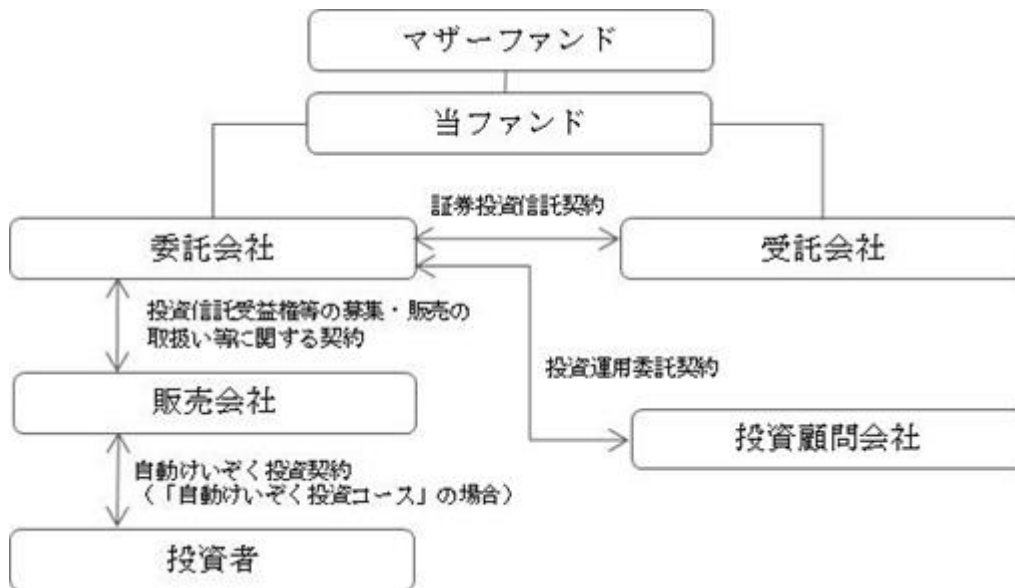 マザーファンド
当ファンド
証券投資信託契約
委託会社
受託会社
投資信託受益権等の募集・販売の
取扱い等に関する契約
投資運用委託契約
販売会社
投資顧問会社
自動けいぞく投資契約
（「自動けいぞく投資コース」の場合）
投資者